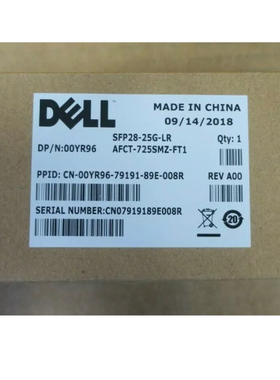 DELL
MADE IN CHINA
09/14/2018
SFP28-25G-LR
DP/N:00YR96 AFCT-725SMZ-FT1 Qty: 1
PPID: CN-00YR96-79191-89E-008R REV A00
SERIAL NUMBER:CN07919189E008R
20